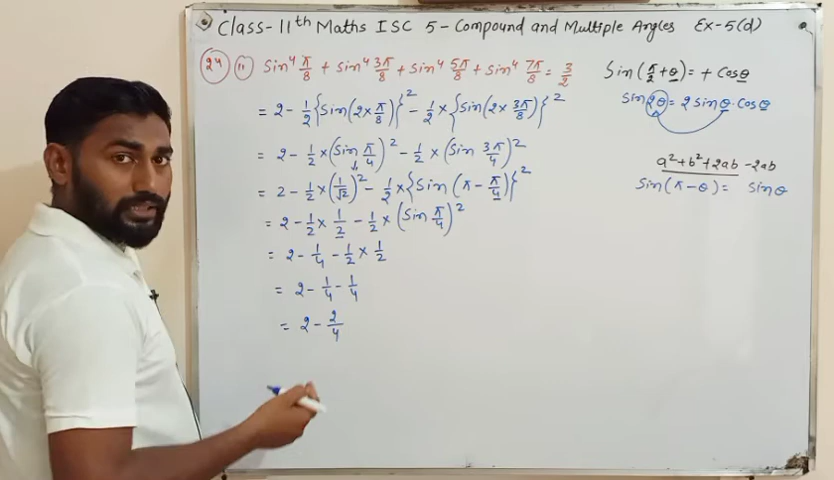 Class-11th Maths ISC 5-Compound and Multiple Angles Ex-5(d)
24 (ii) Sin⁴ π/8 + Sin⁴ 3π/8 + Sin⁴ 5π/8 + Sin⁴ 7π/8 = 3/2
Sin(π/2 + θ) = + Cosθ
= 2 - 1/2 {Sin(2×π/8)}² - 1/2 × {Sin(2×3π/8)}²
Sin2θ = 2 Sinθ·Cosθ
= 2 - 1/2 × (Sin π/4)² - 1/2 × (Sin 3π/4)²
a² + b² + 2ab - 2ab
= 2 - 1/2 × (1/√2)² - 1/2 × {Sin (π - π/4)}²
Sin(π - θ) = Sinθ
= 2 - 1/2 × 1/2 - 1/2 × (Sin π/4)²
= 2 - 1/4 - 1/2 × 1/2
= 2 - 1/4 - 1/4
= 2 - 2/4